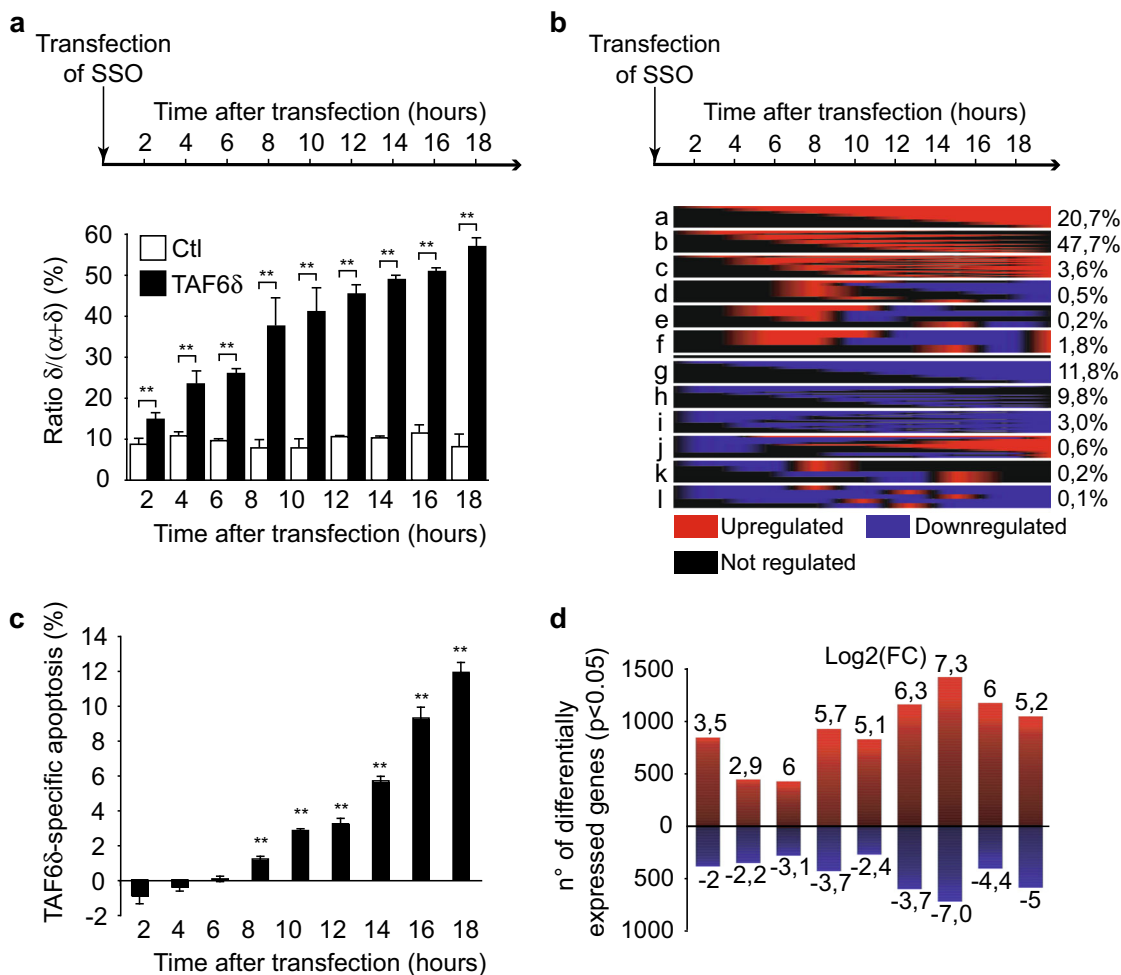 a
Transfection
of SSO
Time after transfection (hours)
2 4 6 8 10 12 14 16 18
** ** ** ** ** ** ** ** **
Ratio δ/(α+δ) (%)
60
50
40
30
20
10
0
Ctl
TAF6δ
2 4 6 8 10 12 14 16 18
Time after transfection (hours)
b
Transfection
of SSO
Time after transfection (hours)
2 4 6 8 10 12 14 16 18
a 20,7%
b 47,7%
c 3,6%
d 0,5%
e 0,2%
f 1,8%
g 11,8%
h 9,8%
i 3,0%
j 0,6%
k 0,2%
l 0,1%
Upregulated Downregulated
Not regulated
c
TAF6δ-specific apoptosis (%)
14
12
10
8
6
4
2
0
-2
** ** ** ** ** **
2 4 6 8 10 12 14 16 18
Time after transfection (hours)
d
n° of differentially
expressed genes (p<0.05)
Log2(FC)
1500
1000
500
0
500
1000
3,5 2,9 6 5,7 5,1 6,3 7,3 6 5,2
-2 -2,2 -3,1 -3,7 -2,4 -3,7 -7,0 -4,4 -5